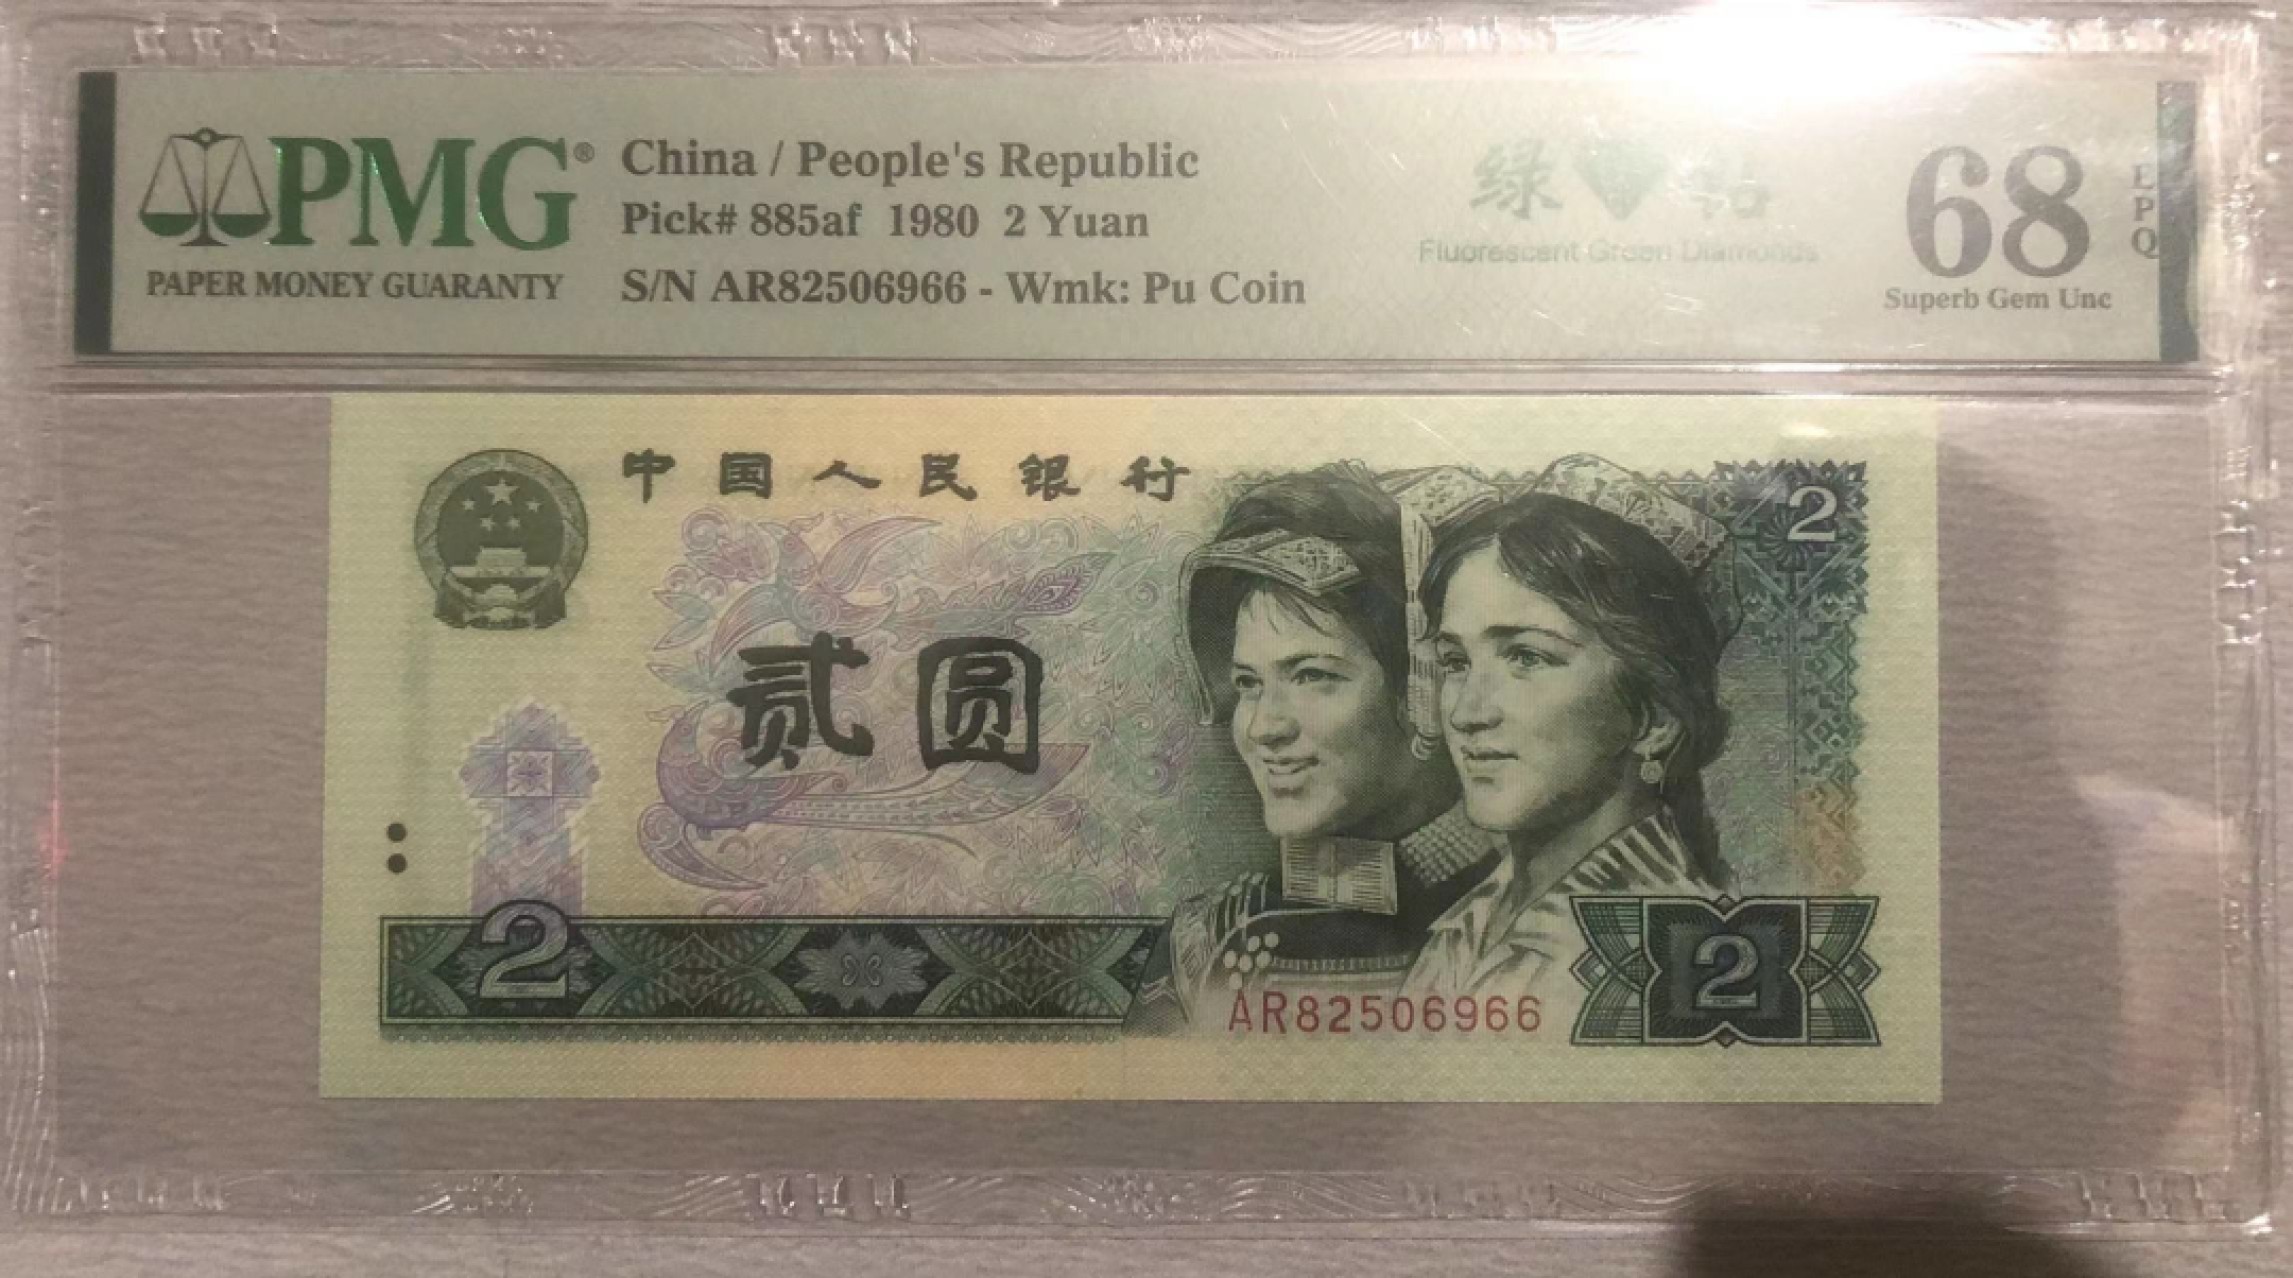 PMG®
PAPER MONEY GUARANTY
China / People's Republic
Pick# 885af 1980 2 Yuan
S/N AR82506966 - Wmk: Pu Coin
绿 钻
Fluorescent Green Diamonds
68
EPQ
Superb Gem Unc
中国人民银行
2
贰圆
2
AR82506966
2